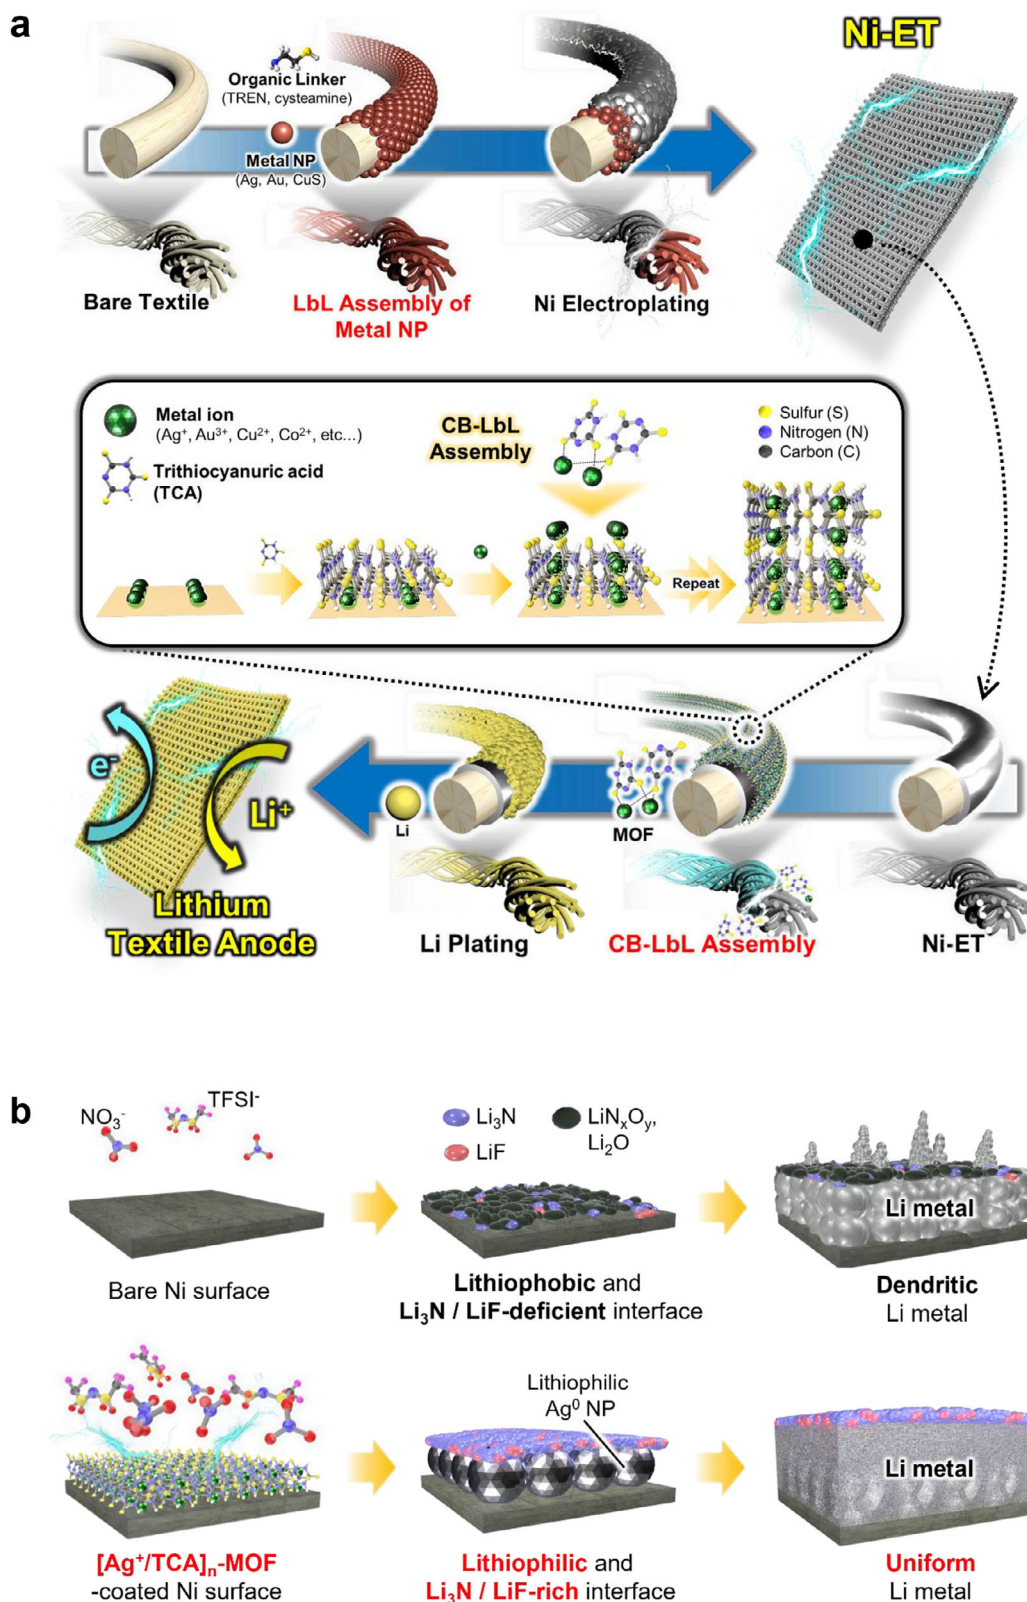 a
Ni-ET
Organic Linker
(TREN, cysteamine)
Metal NP
(Ag, Au, CuS)
Bare Textile
LbL Assembly of
Metal NP
Ni Electroplating
Metal ion
(Ag⁺, Au³⁺, Cu²⁺, Co²⁺, etc...)
Trithiocyanuric acid
(TCA)
CB-LbL
Assembly
Sulfur (S)
Nitrogen (N)
Carbon (C)
Repeat
e⁻
Li⁺
Lithium
Textile Anode
Li
Li Plating
MOF
CB-LbL Assembly
Ni-ET
b
NO₃⁻
TFSI⁻
Li₃N
LiF
LiNₓOᵧ,
Li₂O
Li metal
Bare Ni surface
Lithiophobic and
Li₃N / LiF-deficient interface
Dendritic
Li metal
Lithiophilic
Ag⁰ NP
Li metal
[Ag⁺/TCA]ₙ-MOF
-coated Ni surface
Lithiophilic and
Li₃N / LiF-rich interface
Uniform
Li metal